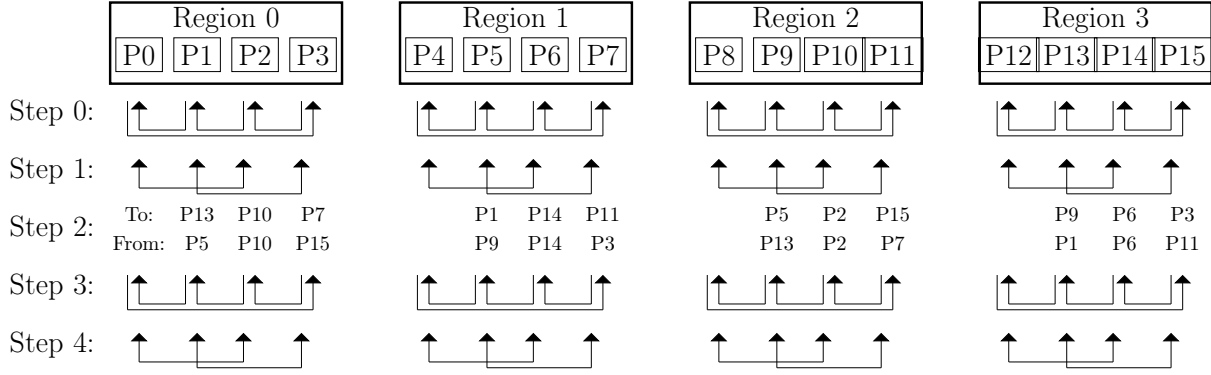 Region 0 Region 1 Region 2 Region 3
P0 P1 P2 P3 P4 P5 P6 P7 P8 P9 P10 P11 P12 P13 P14 P15
Step 0:
Step 1:
Step 2:
To: P13 P10 P7 P1 P14 P11 P5 P2 P15 P9 P6 P3
From: P5 P10 P15 P9 P14 P3 P13 P2 P7 P1 P6 P11
Step 3:
Step 4: